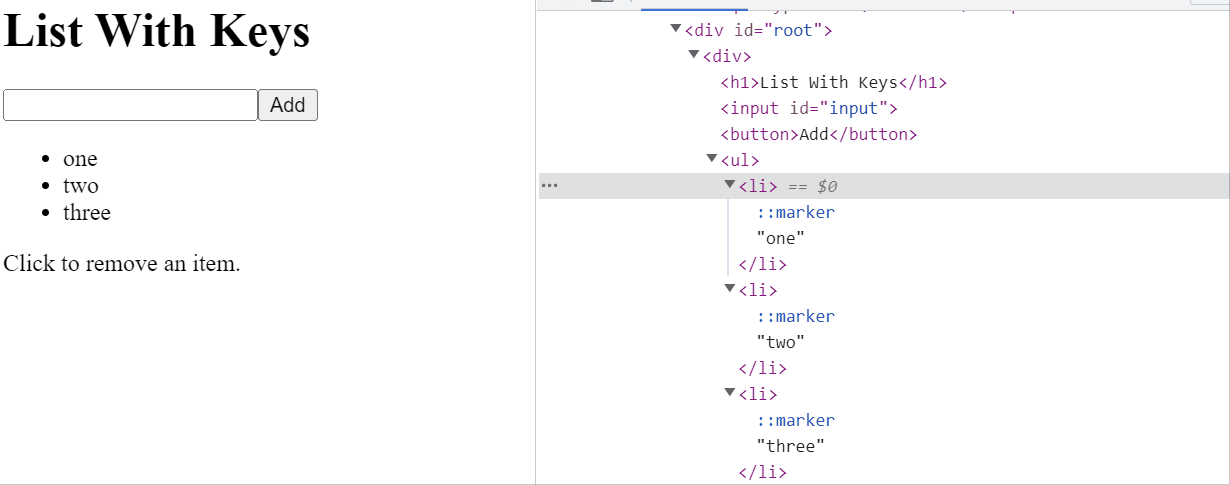 List With Keys
Add
one
two
three
Click to remove an item.
<div id="root">
<div>
<h1>List With Keys</h1>
<input id="input">
<button>Add</button>
<ul>
<li> == $0
::marker
"one"
</li>
<li>
::marker
"two"
</li>
<li>
::marker
"three"
</li>